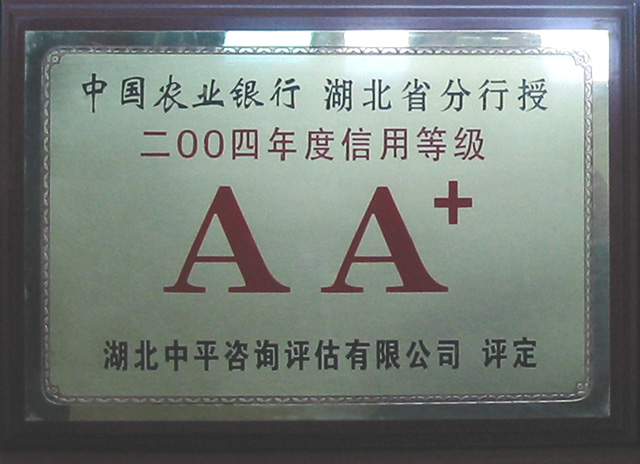 中国农业银行 湖北省分行授
二00四年度信用等级
AA+
湖北中平咨询评估有限公司 评定